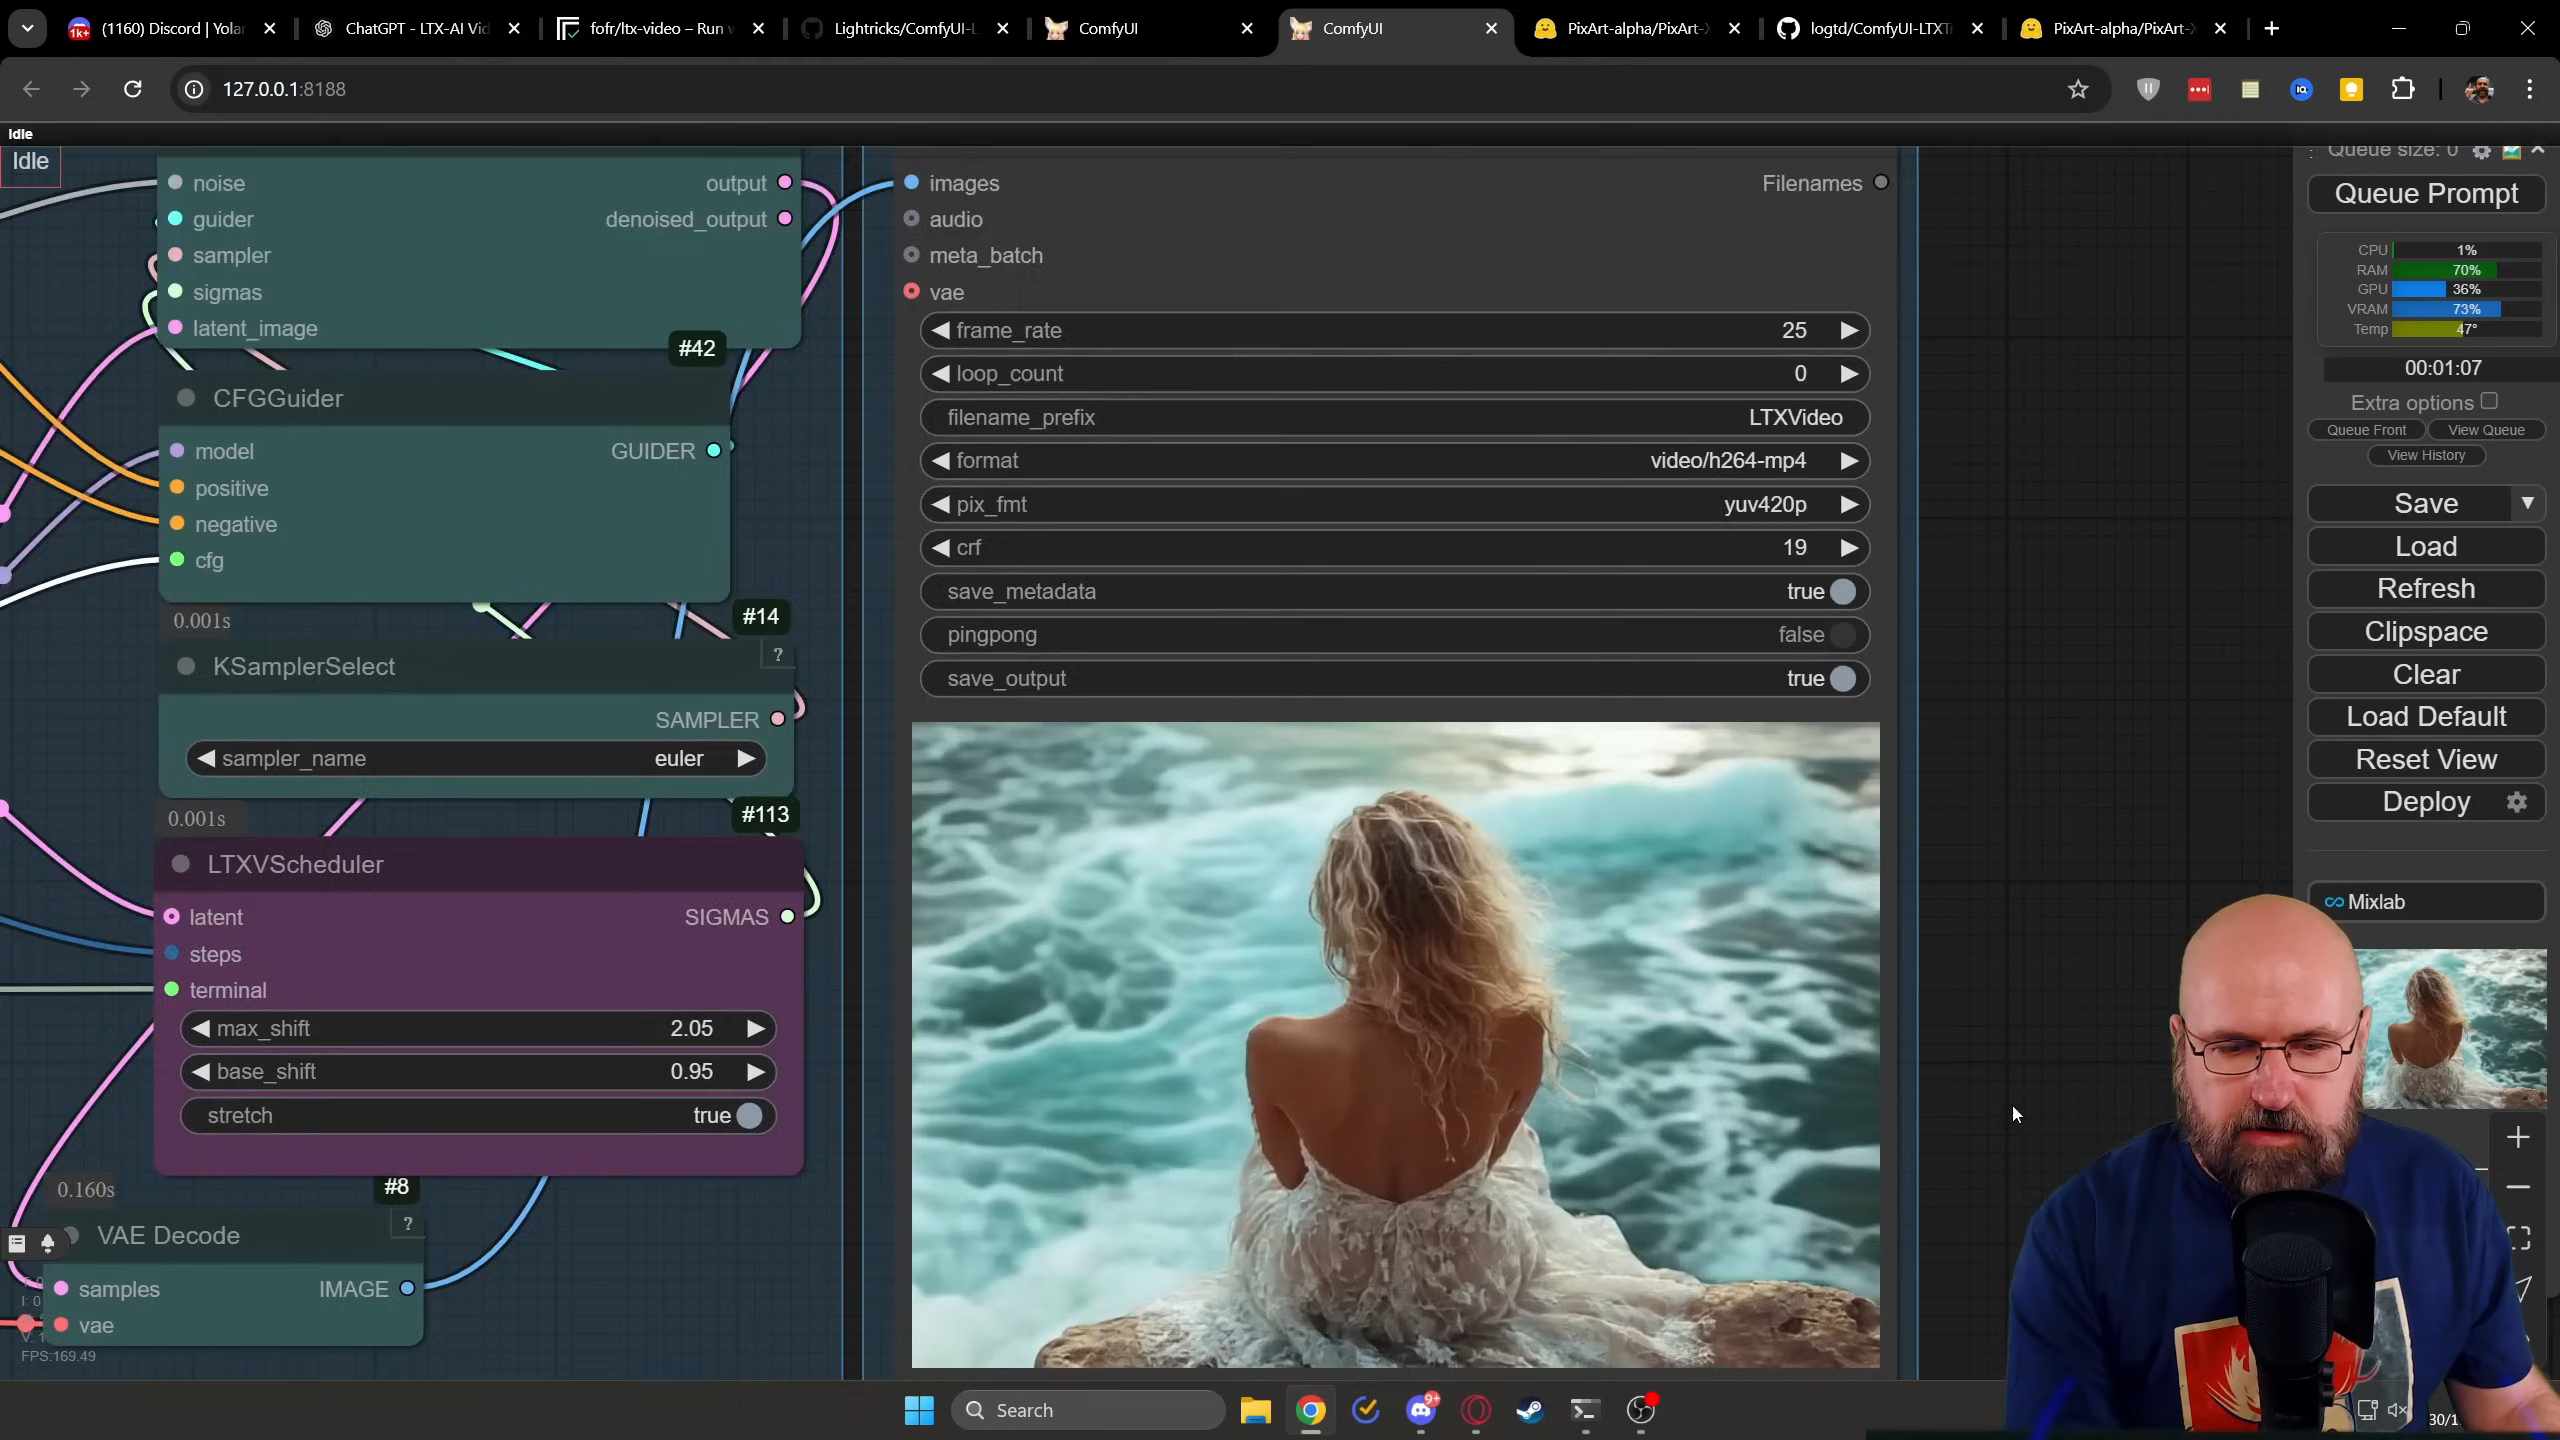 (1160) Discord | Yolar
ChatGPT - LTX-AI Vid
fofr/ltx-video – Run w
Lightricks/ComfyUI-L
ComfyUI
ComfyUI
PixArt-alpha/PixArt-X
logtd/ComfyUI-LTXT
PixArt-alpha/PixArt-X
127.0.0.1:8188
Idle
Idle
noise
output
guider
denoised_output
sampler
sigmas
latent_image
#42
CFGGuider
model
GUIDER
positive
negative
cfg
0.001s
#14
KSamplerSelect
?
SAMPLER
sampler_name
euler
0.001s
#113
LTXVScheduler
latent
SIGMAS
steps
terminal
max_shift
2.05
base_shift
0.95
stretch
true
0.160s
#8
VAE Decode
?
samples
IMAGE
vae
FPS:169.49
images
Filenames
audio
meta_batch
vae
frame_rate
25
loop_count
0
filename_prefix
LTXVideo
format
video/h264-mp4
pix_fmt
yuv420p
crf
19
save_metadata
true
pingpong
false
save_output
true
Queue size: 0
Queue Prompt
CPU
1%
RAM
70%
GPU
36%
VRAM
73%
Temp
47°
00:01:07
Extra options
Queue Front
View Queue
View History
Save
Load
Refresh
Clipspace
Clear
Load Default
Reset View
Deploy
Mixlab
Search
9+
30/1